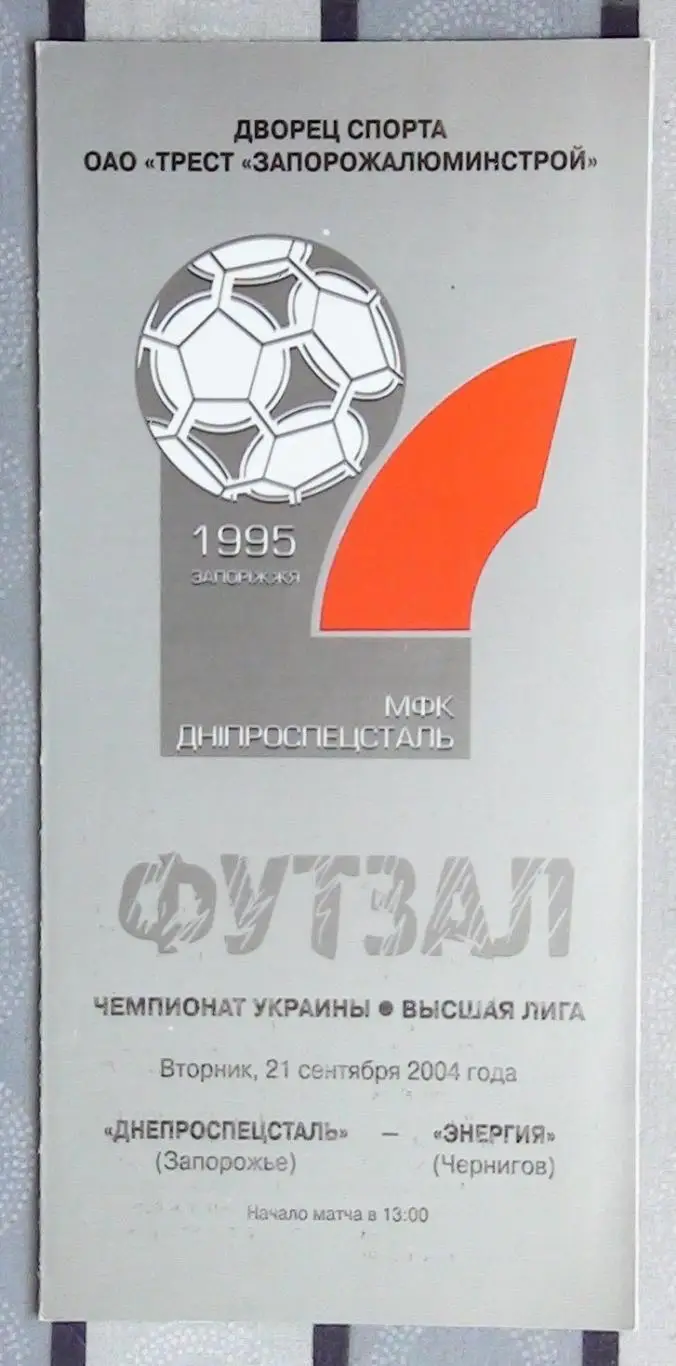 ДВОРЕЦ СПОРТА
ОАО «ТРЕСТ «ЗАПОРОЖАЛЮМИНСТРОЙ»
1995
ЗАПОРІЖЖЯ
МФК
ДНІПРОСПЕЦСТАЛЬ
ФУТЗАЛ
ЧЕМПИОНАТ УКРАИНЫ ● ВЫСШАЯ ЛИГА
Вторник, 21 сентября 2004 года
«ДНЕПРОСПЕЦСТАЛЬ» – «ЭНЕРГИЯ»
(Запорожье) (Чернигов)
Начало матча в 13:00